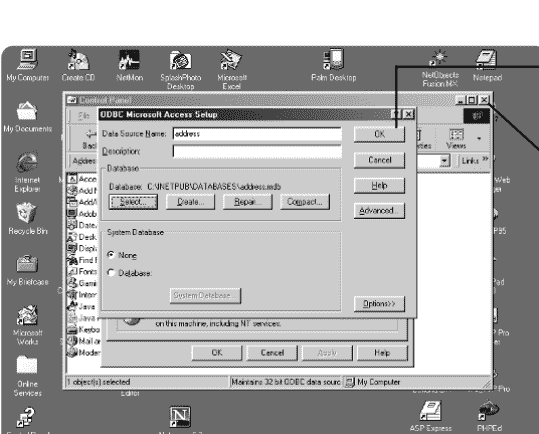 My Computer
Create CD
NetMon
SplashPhoto
Desktop
Microsoft
Excel
Palm Desktop
NetObjects
Fusion MX
Notepad
Control Panel
My Documents
ODBC Microsoft Access Setup
Data Source Name: address
OK
Description:
Cancel
Database
Database: C:\INETPUB\DATABASES\address.mdb
Help
Select...
Create...
Repair...
Compact...
Advanced...
System Database
None
Database:
System Database...
Options>>
Back
Views
Address
Links »
Internet
Explorer
Recycle Bin
My Briefcase
Microsoft
Works
Online
Services
on this machine, including NT services.
OK
Cancel
Apply
Help
1 object(s) selected
Maintains 32 bit ODBC data sourc
My Computer
Editor
ASP Express
PHPEd